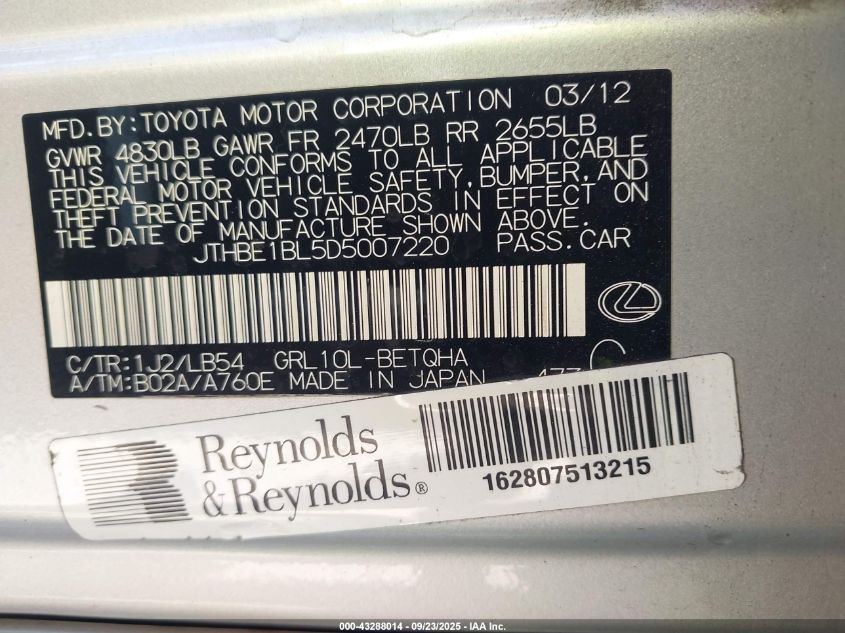 MFD.BY:TOYOTA MOTOR CORPORATION 03/12
GVWR 4830LB GAWR FR 2470LB RR 2655LB
THIS VEHICLE CONFORMS TO ALL APPLICABLE
FEDERAL MOTOR VEHICLE SAFETY,BUMPER,AND
THEFT PREVENTION STANDARDS IN EFFECT ON
THE DATE OF MANUFACTURE SHOWN ABOVE.
JTHBE1BL5D5007220 PASS.CAR
C/TR:1J2/LB54 GRL10L-BETQHA
A/TM:B02A/A760E MADE IN JAPAN
Reynolds
&Reynolds®
162807513215
000-43288014 - 09/23/2025 - IAA Inc.